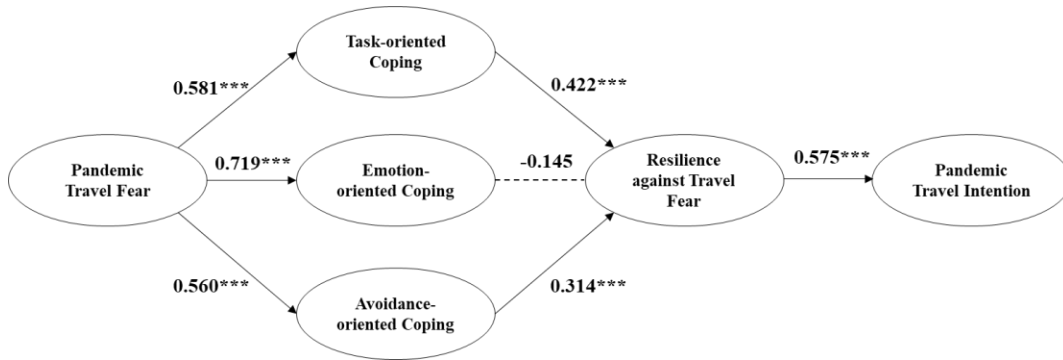 Task-oriented
Coping
0.581***
0.422***
Pandemic
Travel Fear
0.719***
Emotion-
oriented Coping
-0.145
Resilience
against Travel
Fear
0.575***
Pandemic
Travel Intention
0.560***
0.314***
Avoidance-
oriented Coping